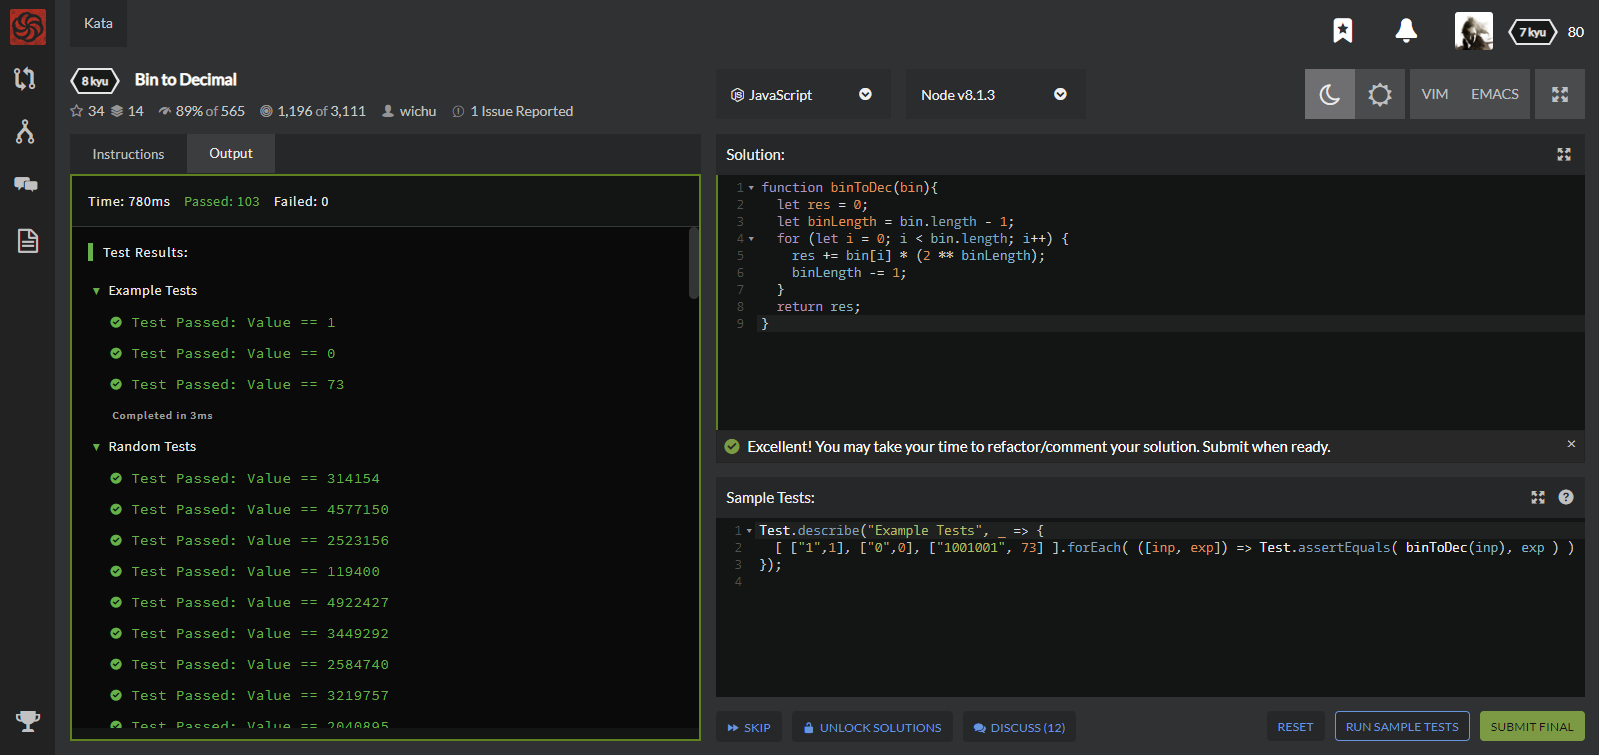 Kata
7 kyu 80
8 kyu Bin to Decimal
34 14 89% of 565 1,196 of 3,111 wichu 1 Issue Reported
JavaScript
Node v8.1.3
VIM EMACS
Instructions Output
Time: 780ms Passed: 103 Failed: 0
Test Results:
Example Tests
Test Passed: Value == 1
Test Passed: Value == 0
Test Passed: Value == 73
Completed in 3ms
Random Tests
Test Passed: Value == 314154
Test Passed: Value == 4577150
Test Passed: Value == 2523156
Test Passed: Value == 119400
Test Passed: Value == 4922427
Test Passed: Value == 3449292
Test Passed: Value == 2584740
Test Passed: Value == 3219757
Test Passed: Value == 2040895
Solution:
1 function binToDec(bin){
2 let res = 0;
3 let binLength = bin.length - 1;
4 for (let i = 0; i < bin.length; i++) {
5 res += bin[i] * (2 ** binLength);
6 binLength -= 1;
7 }
8 return res;
9 }
Excellent! You may take your time to refactor/comment your solution. Submit when ready. ×
Sample Tests: ?
1 Test.describe("Example Tests", _ => {
2 [ ["1",1], ["0",0], ["1001001", 73] ].forEach( ([inp, exp]) => Test.assertEquals( binToDec(inp), exp ) )
3 });
4
SKIP UNLOCK SOLUTIONS DISCUSS (12) RESET RUN SAMPLE TESTS SUBMIT FINAL